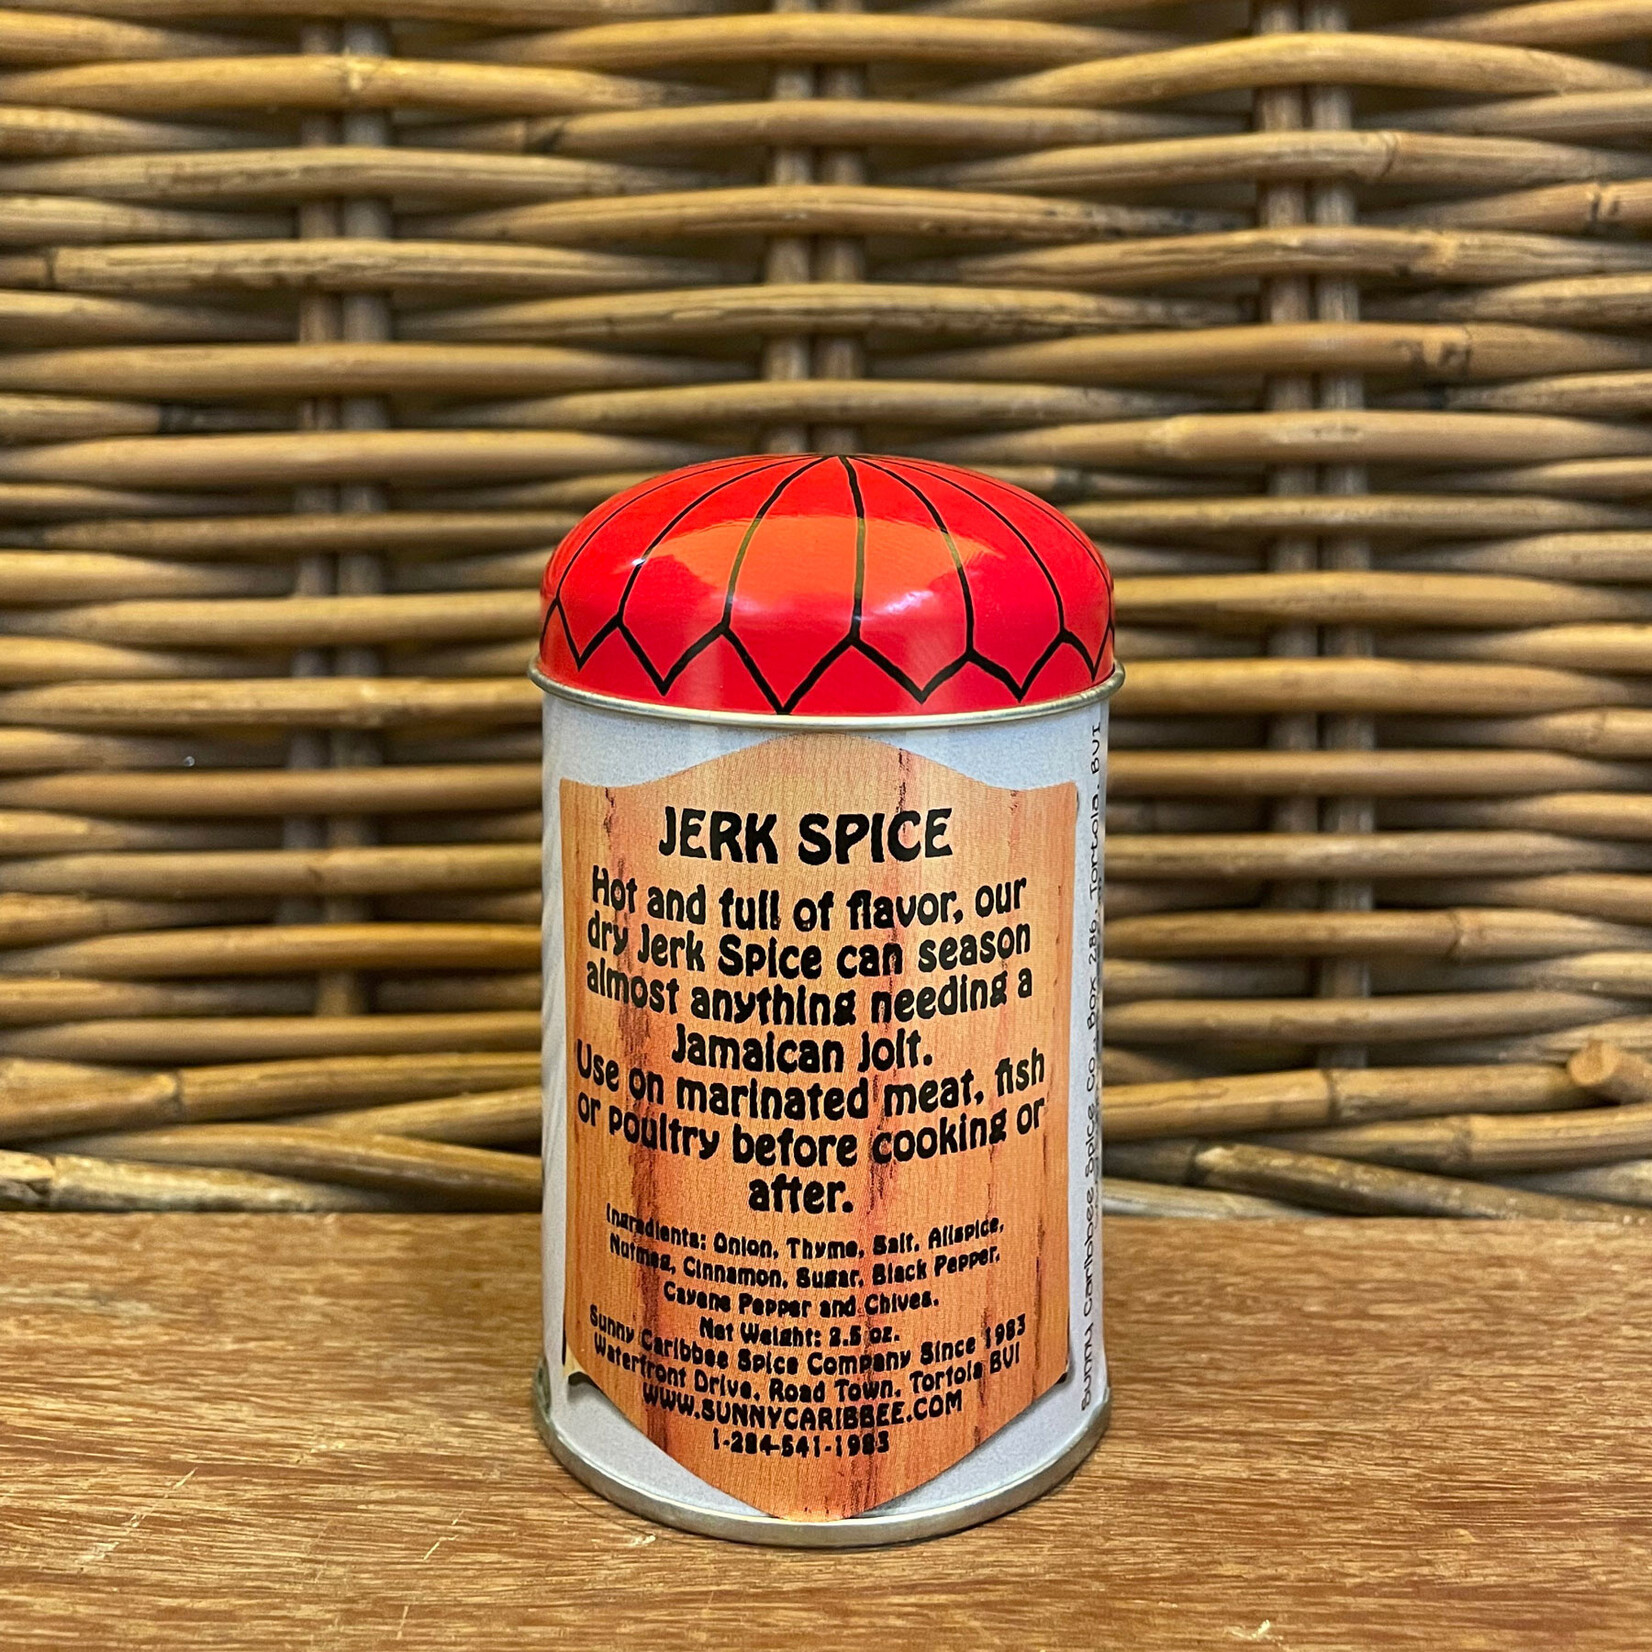 JERK SPICE
Hot and full of flavor, our
dry Jerk Spice can season
almost anything needing a
Jamaican Jolt.
Use on marinated meat, fish
or poultry before cooking or
after.
Ingredients: Onion, Thyme, Salt, Allspice,
Nutmeg, Cinnamon, Sugar, Black Pepper,
Cayene Pepper and Chives.
Net Weight: 2.5 oz.
Sunny Caribbee Spice Company Since 1983
Waterfront Drive, Road Town, Tortola BVI
WWW.SUNNYCARIBBEE.COM
1-284-541-1983
Sunny Caribbee Spice Co Box 286, Tortola, BVI